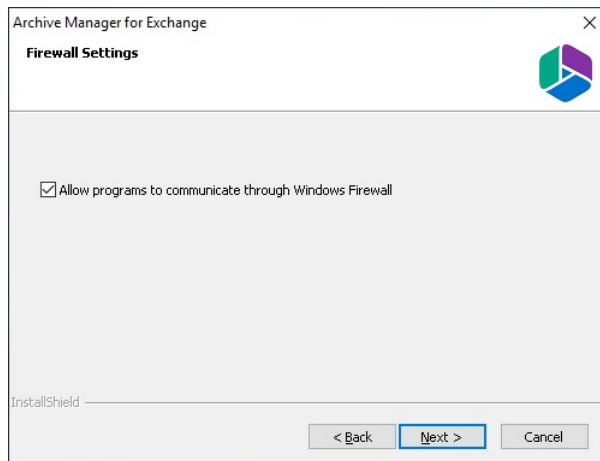 Archive Manager for Exchange
Firewall Settings
Allow programs to communicate through Windows Firewall
InstallShield
< Back
Next >
Cancel